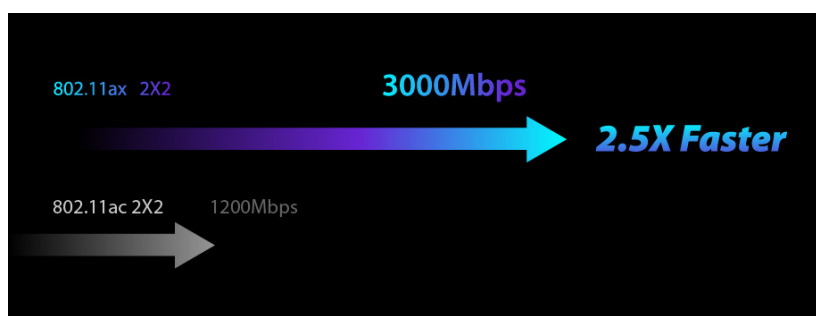 802.11ax 2X2
3000Mbps
2.5X Faster
802.11ac 2X2
1200Mbps